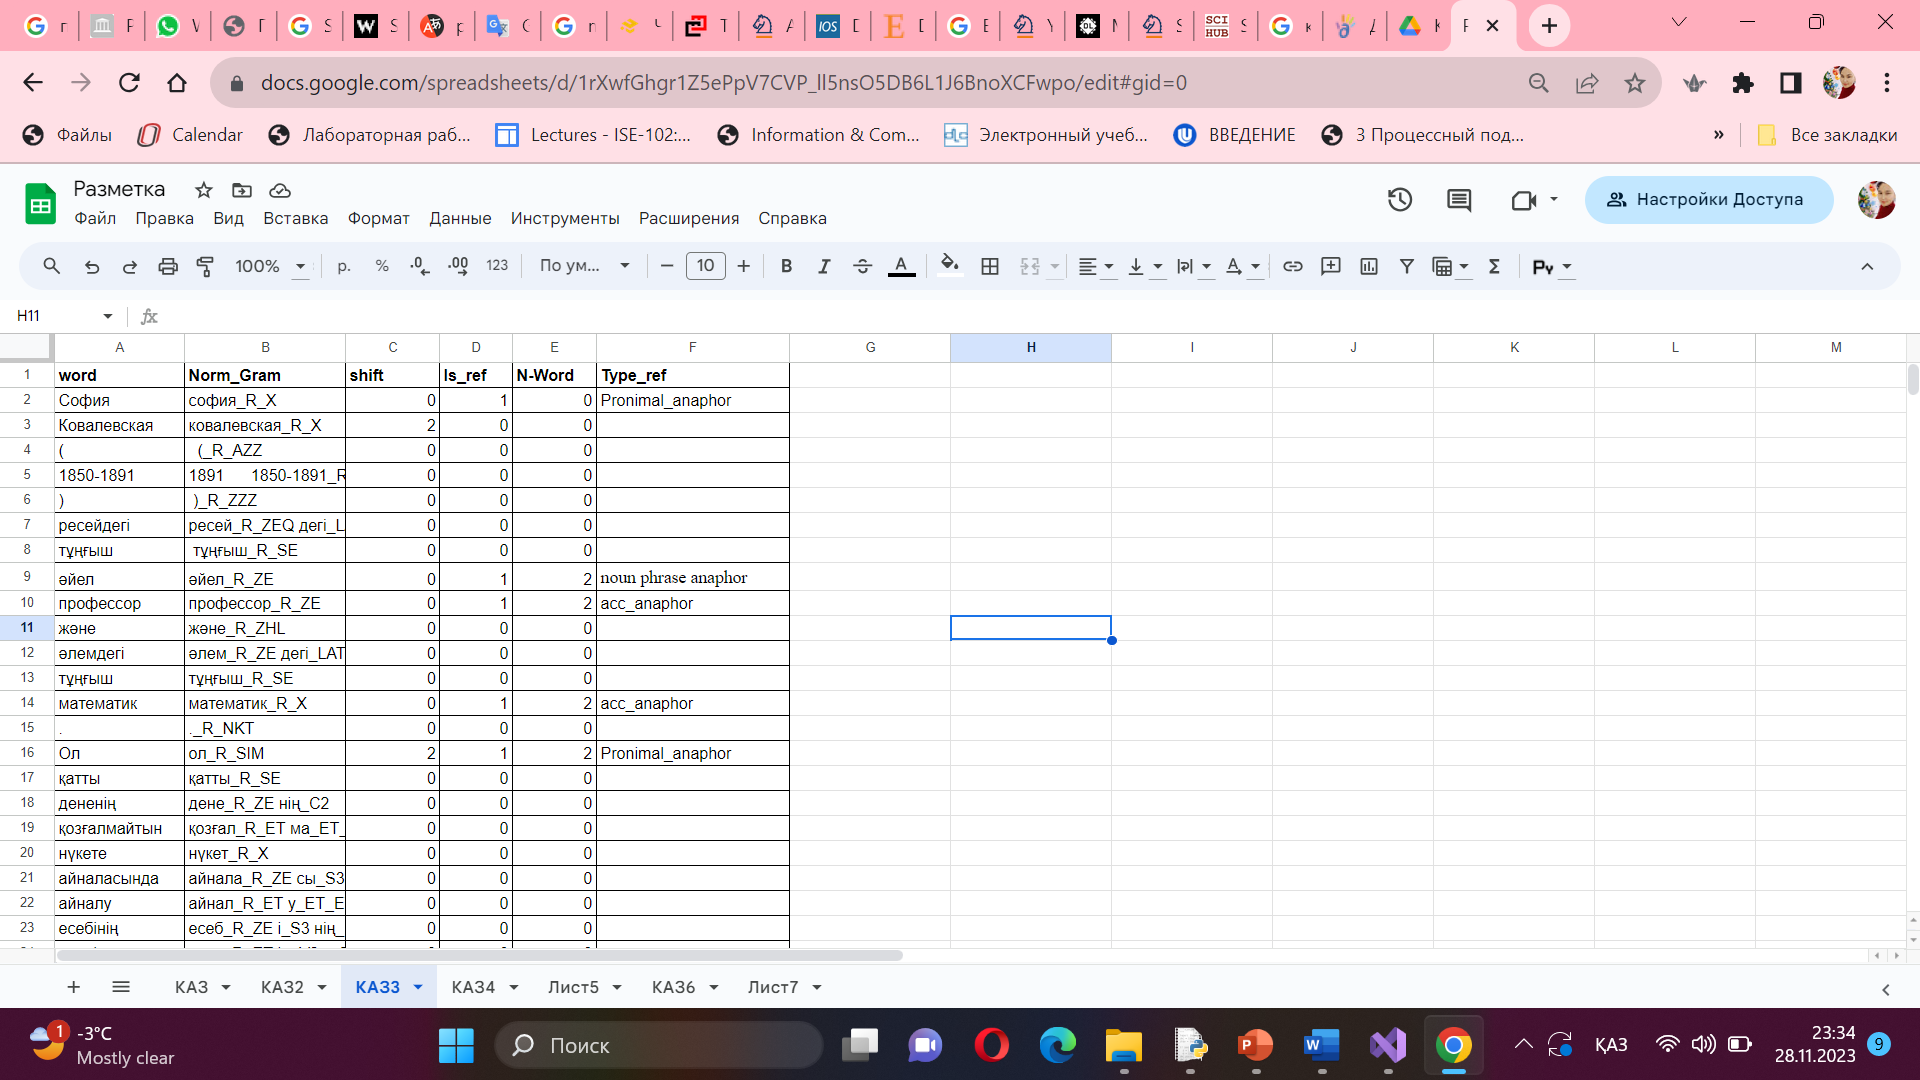 docs.google.com/spreadsheets/d/1rXwfGhgr1Z5ePpV7CVP_ll5nsO5DB6L1J6BnoXCFwpo/edit#gid=0
Файлы Calendar Лабораторная раб... Lectures - ISE-102:... Information & Com... Электронный учеб... ВВЕДЕНИЕ 3 Процессный под... » Все закладки
Разметка
Файл Правка Вид Вставка Формат Данные Инструменты Расширения Справка
Настройки Доступа
100% р. % .0 .00 123 По ум... 10
H11
A B C D E F G H I J K L M
1 word Norm_Gram shift Is_ref N-Word Type_ref
2 София софия_R_X 0 1 0 Pronimal_anaphor
3 Ковалевская ковалевская_R_X 2 0 0
4 ( (_R_AZZ 0 0 0
5 1850-1891 1891 1850-1891_R 0 0 0
6 ) )_R_ZZZ 0 0 0
7 ресейдегі ресей_R_ZEQ дегі_L 0 0 0
8 тұңғыш тұңғыш_R_SE 0 0 0
9 әйел әйел_R_ZE 0 1 2 noun phrase anaphor
10 профессор профессор_R_ZE 0 1 2 acc_anaphor
11 және және_R_ZHL 0 0 0
12 әлемдегі әлем_R_ZE дегі_LAT 0 0 0
13 тұңғыш тұңғыш_R_SE 0 0 0
14 математик математик_R_X 0 1 2 acc_anaphor
15 . ._R_NKT 0 0 0
16 Ол ол_R_SIM 2 1 2 Pronimal_anaphor
17 қатты қатты_R_SE 0 0 0
18 дененің дене_R_ZE нің_C2 0 0 0
19 қозғалмайтын қозғал_R_ET ма_ET_ 0 0 0
20 нүкете нүкет_R_X 0 0 0
21 айналасында айнала_R_ZE сы_S3 0 0 0
22 айналу айнал_R_ET у_ET_E 0 0 0
23 есебінің есеб_R_ZE і_S3 нің_ 0 0 0
КАЗ КАЗ2 КАЗ3 КАЗ4 Лист5 КАЗ6 Лист7
1 -3°C
Mostly clear
Поиск
ҚАЗ
23:34
28.11.2023
9